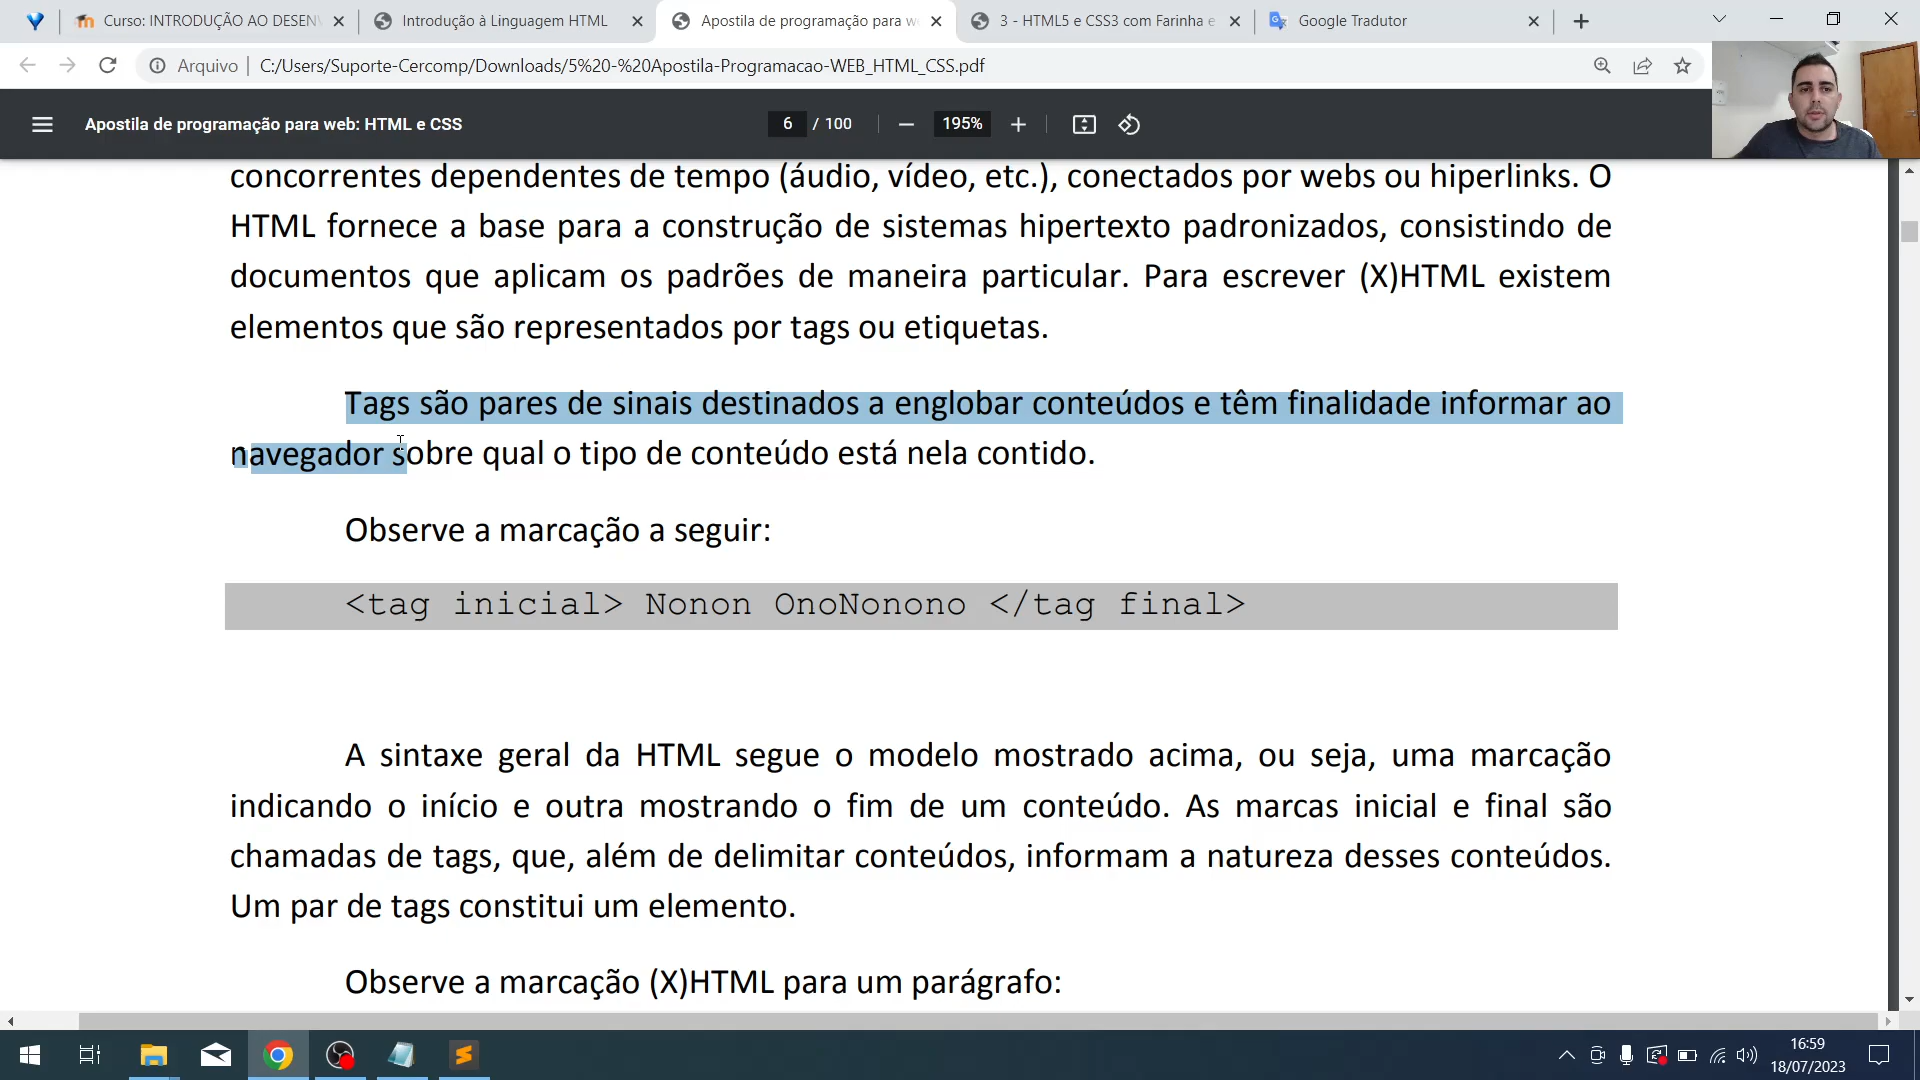 Curso: INTRODUÇÃO AO DESEN
Introdução à Linguagem HTML
Apostila de programação para w
3 - HTML5 e CSS3 com Farinha e
Google Tradutor
Arquivo
C:/Users/Suporte-Cercomp/Downloads/5%20-%20Apostila-Programacao-WEB_HTML_CSS.pdf
Apostila de programação para web: HTML e CSS
6 / 100
195%
concorrentes dependentes de tempo (áudio, vídeo, etc.), conectados por webs ou hiperlinks. O
HTML fornece a base para a construção de sistemas hipertexto padronizados, consistindo de
documentos que aplicam os padrões de maneira particular. Para escrever (X)HTML existem
elementos que são representados por tags ou etiquetas.
Tags são pares de sinais destinados a englobar conteúdos e têm finalidade informar ao
navegador sobre qual o tipo de conteúdo está nela contido.
Observe a marcação a seguir:
<tag inicial> Nonon OnoNonono </tag final>
A sintaxe geral da HTML segue o modelo mostrado acima, ou seja, uma marcação
indicando o início e outra mostrando o fim de um conteúdo. As marcas inicial e final são
chamadas de tags, que, além de delimitar conteúdos, informam a natureza desses conteúdos.
Um par de tags constitui um elemento.
Observe a marcação (X)HTML para um parágrafo:
16:59
18/07/2023